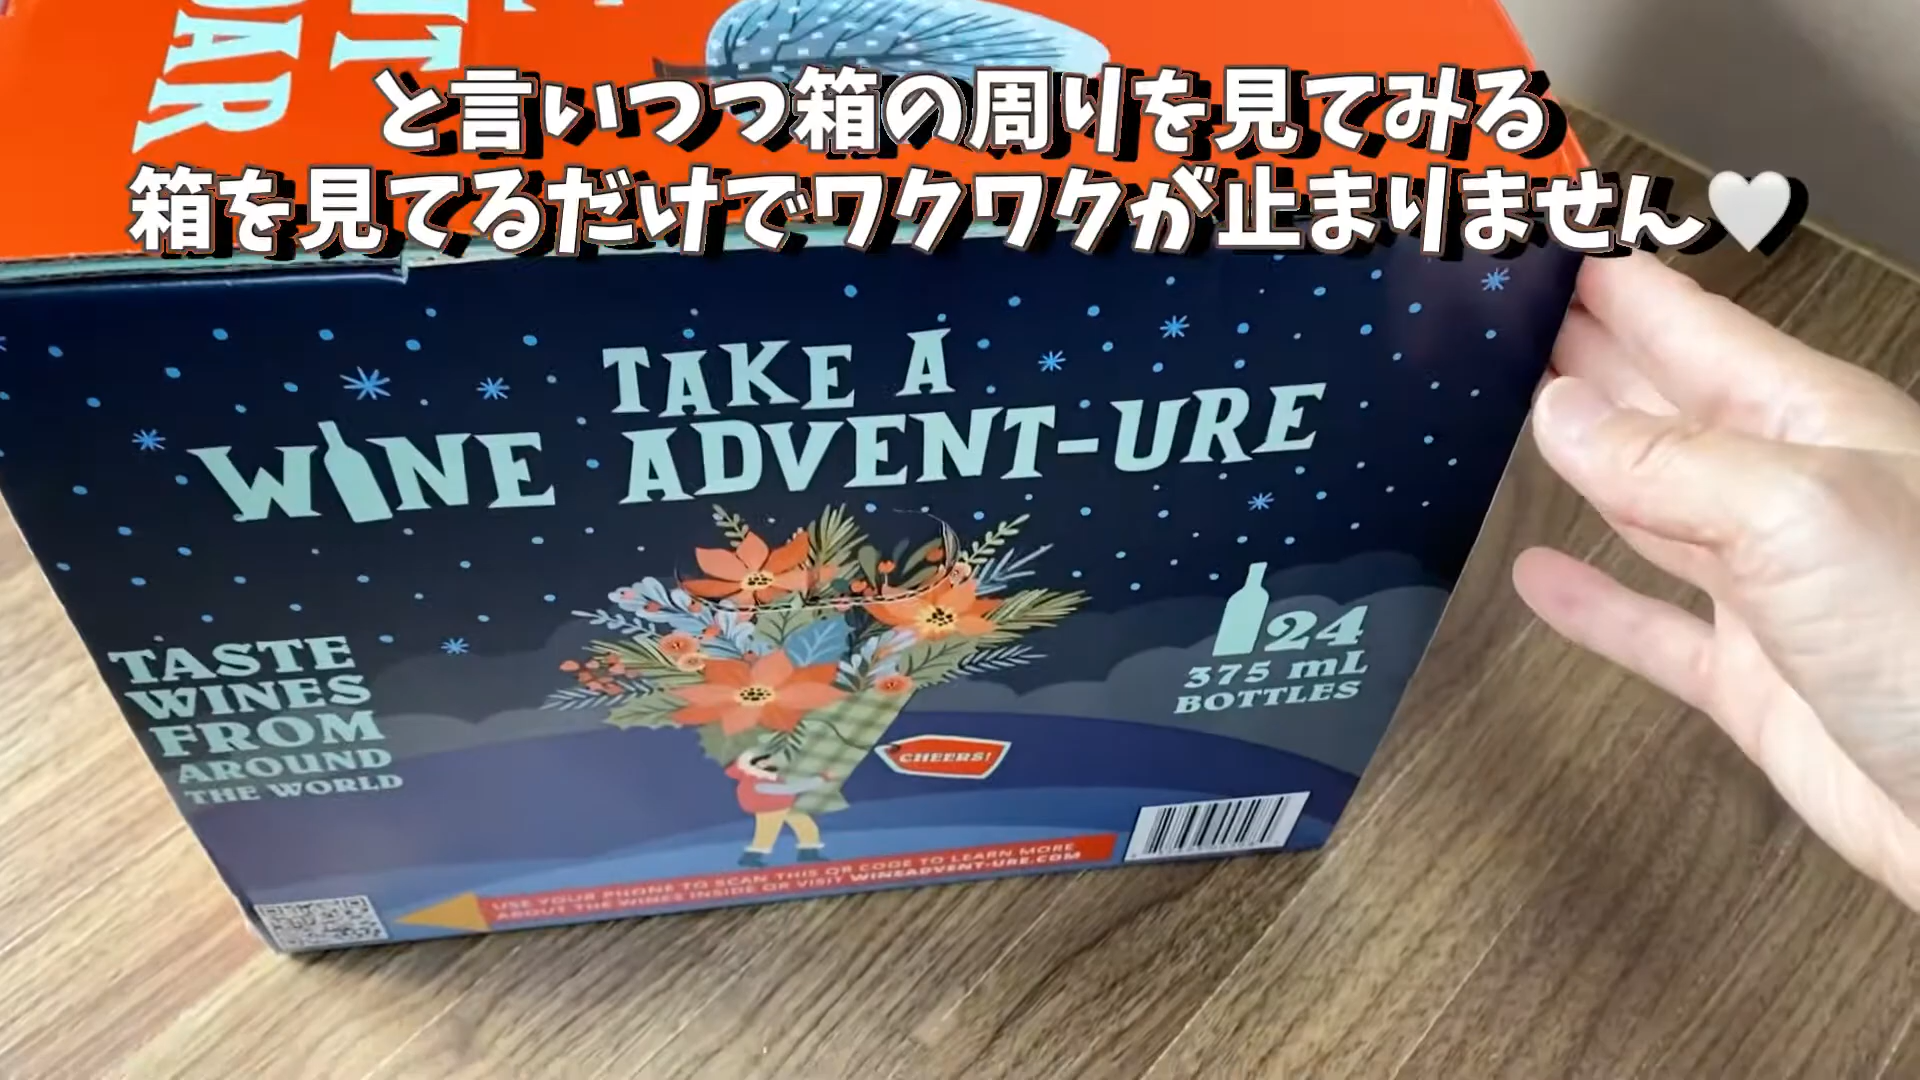 NT
DAR
と言いつつ箱の周りを見てみる
箱を見てるだけでワクワクが止まりません🤍
TAKE A
WINE ADVENT-URE
TASTE
WINES
FROM
AROUND
THE WORLD
24
375 mL
BOTTLES
CHEERS!
USE YOUR PHONE TO SCAN THIS QR CODE TO LEARN MORE
ABOUT THE WINES INSIDE OR VISIT WINEADVENT-URE.COM